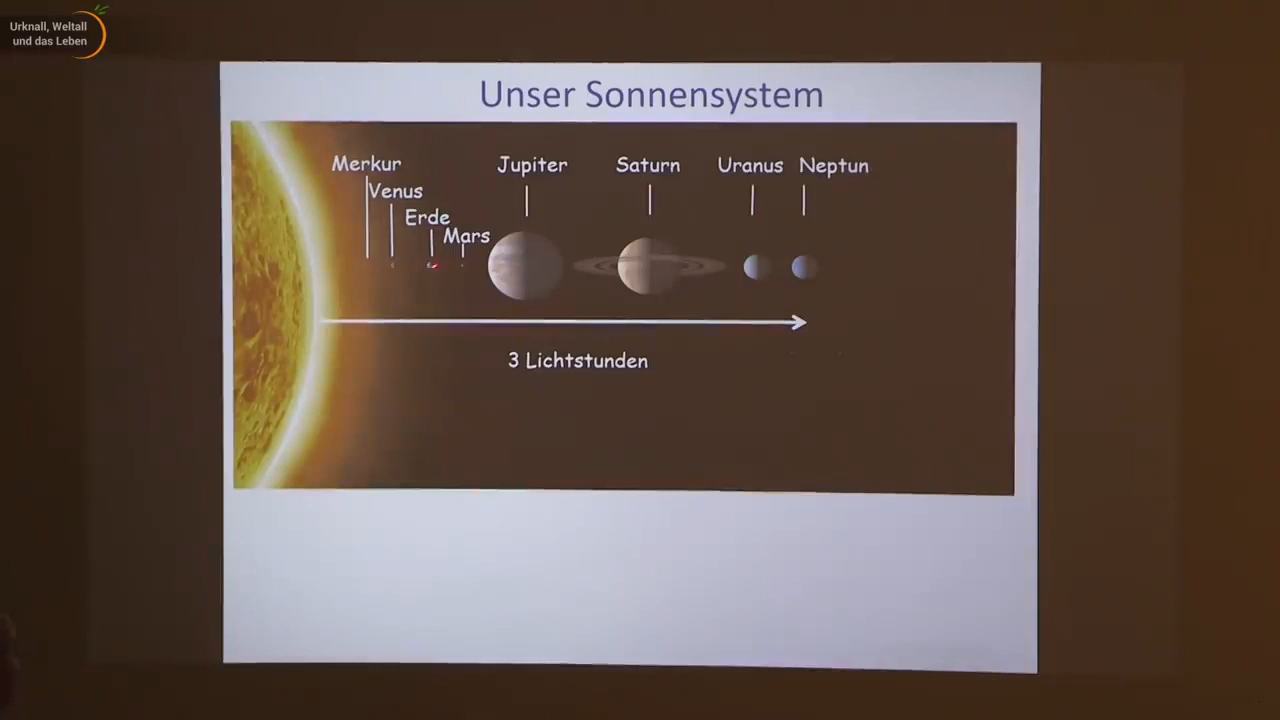 Urknall, Weltall
und das Leben
Unser Sonnensystem
Merkur
Venus
Erde
Mars
Jupiter
Saturn
Uranus
Neptun
3 Lichtstunden